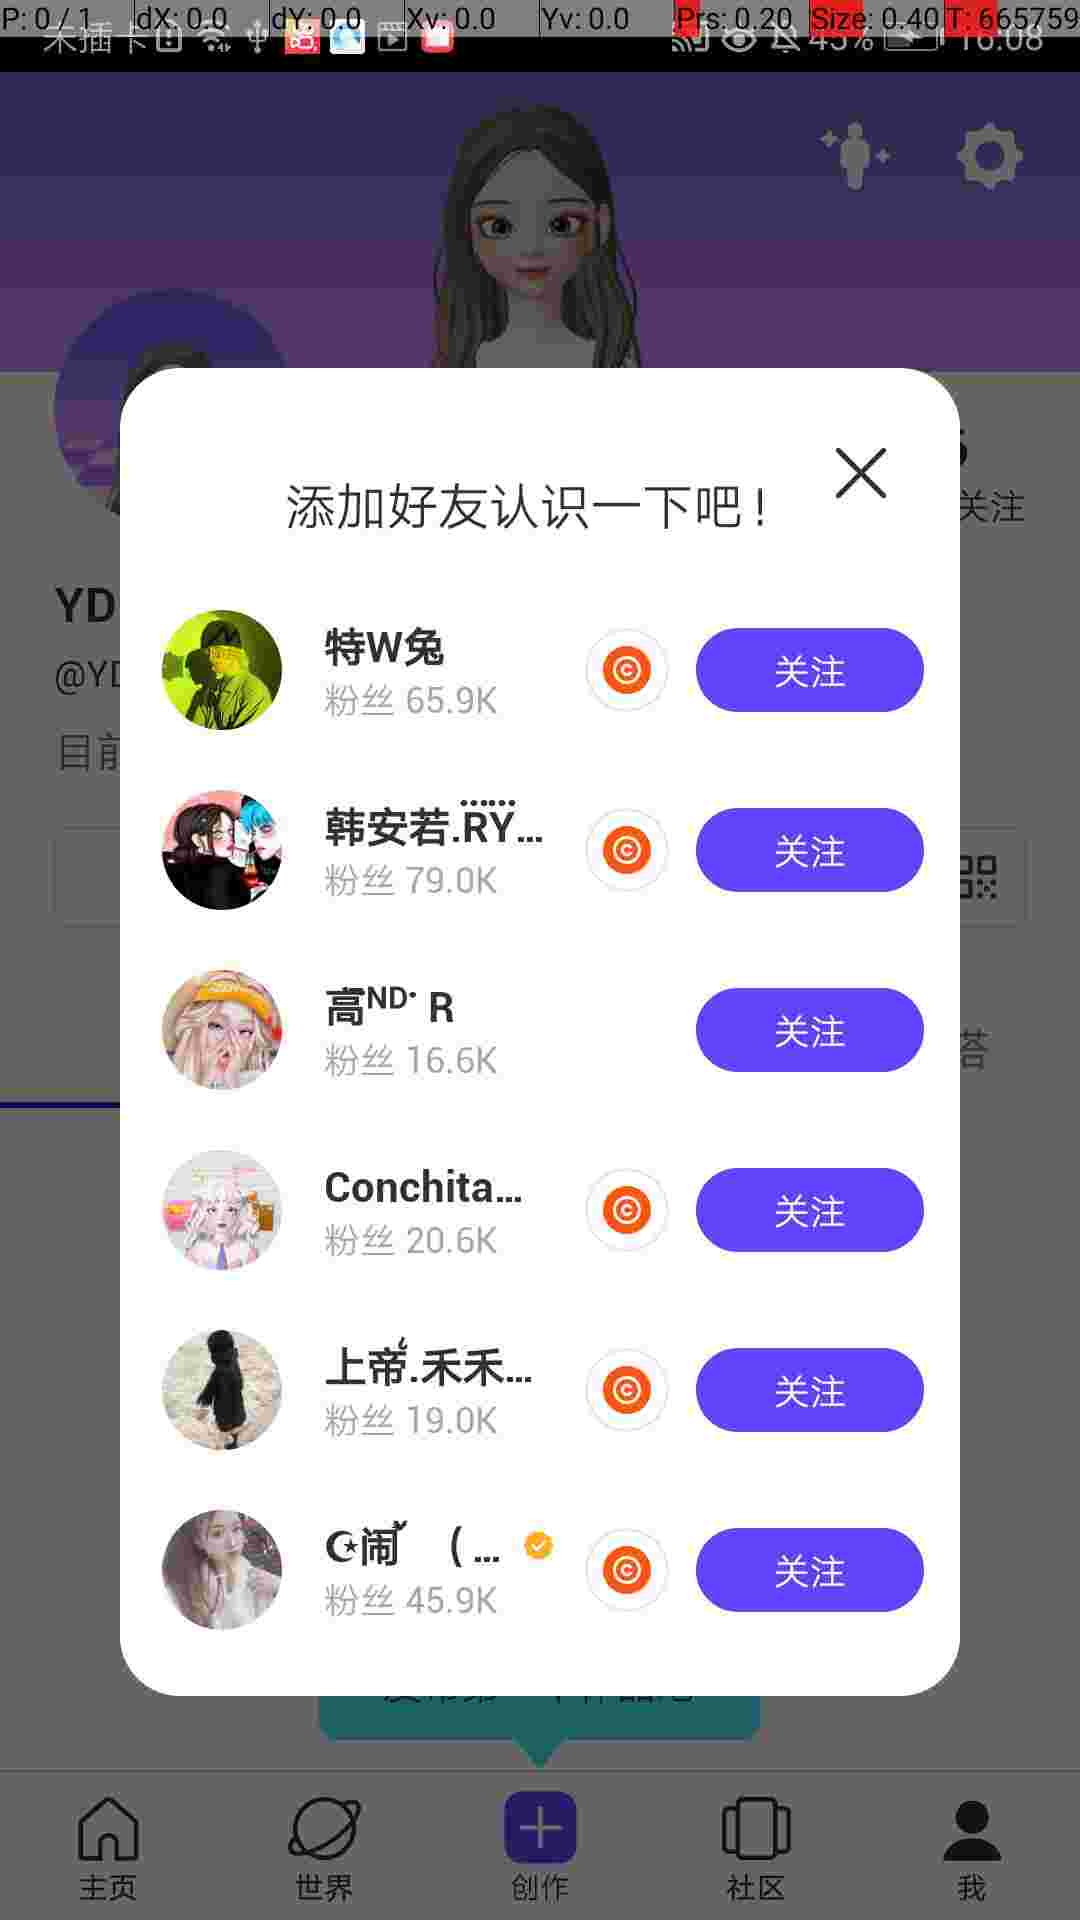 P: 0 / 1 dX: 0.0 dY: 0.0 Xv: 0.0 Yv: 0.0 Prs: 0.20 Size: 0.40 T: 665759
未插卡 45% 16:08
关注
添加好友认识一下吧!
YD
@YD
目前
特W兔
粉丝 65.9K
关注
韩安若.RY...
粉丝 79.0K
关注
高ᴺᴰ· R
粉丝 16.6K
关注
Conchita...
粉丝 20.6K
关注
上帝.禾禾...
粉丝 19.0K
关注
☪闹 ( ...
粉丝 45.9K
关注
主页 世界 创作 社区 我